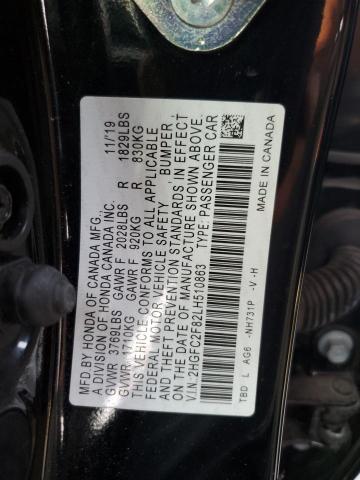 MFD BY HONDA OF CANADA MFG., 11/19
A DIVISION OF HONDA CANADA INC.
GVWR 3769LBS GAWR F 2028LBS R 1829LBS
GVWR 1710KG GAWR F 920KG R 830KG
THIS VEHICLE CONFORMS TO ALL APPLICABLE
FEDERAL MOTOR VEHICLE SAFETY, BUMPER,
AND THEFT PREVENTION STANDARDS IN EFFECT
ON THE DATE OF MANUFACTURE SHOWN ABOVE.
V.I.N. 2HGFC2F82LH510863 TYPE: PASSENGER CAR
TBD L AG6 -NH731P -V -H
MADE IN CANADA